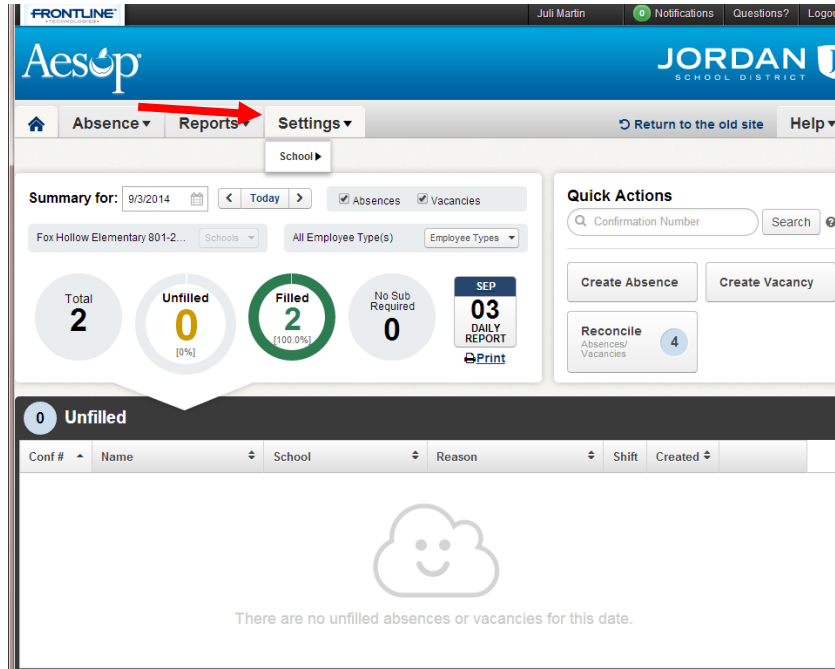 FRONTLINE
TECHNOLOGIES
Juli Martin
0 Notifications
Questions?
Logou
Aesop
JORDAN
SCHOOL DISTRICT
Absence
Reports
Settings
Return to the old site
Help
School
Summary for: 9/3/2014
Today
Absences
Vacancies
Fox Hollow Elementary 801-2...
Schools
All Employee Type(s)
Employee Types
Total
2
Unfilled
0
[0%]
Filled
2
[100.0%]
No Sub
Required
0
SEP
03
DAILY
REPORT
Print
Quick Actions
Confirmation Number
Search
Create Absence
Create Vacancy
Reconcile
Absences/
Vacancies
4
0 Unfilled
Conf #
Name
School
Reason
Shift
Created
There are no unfilled absences or vacancies for this date.